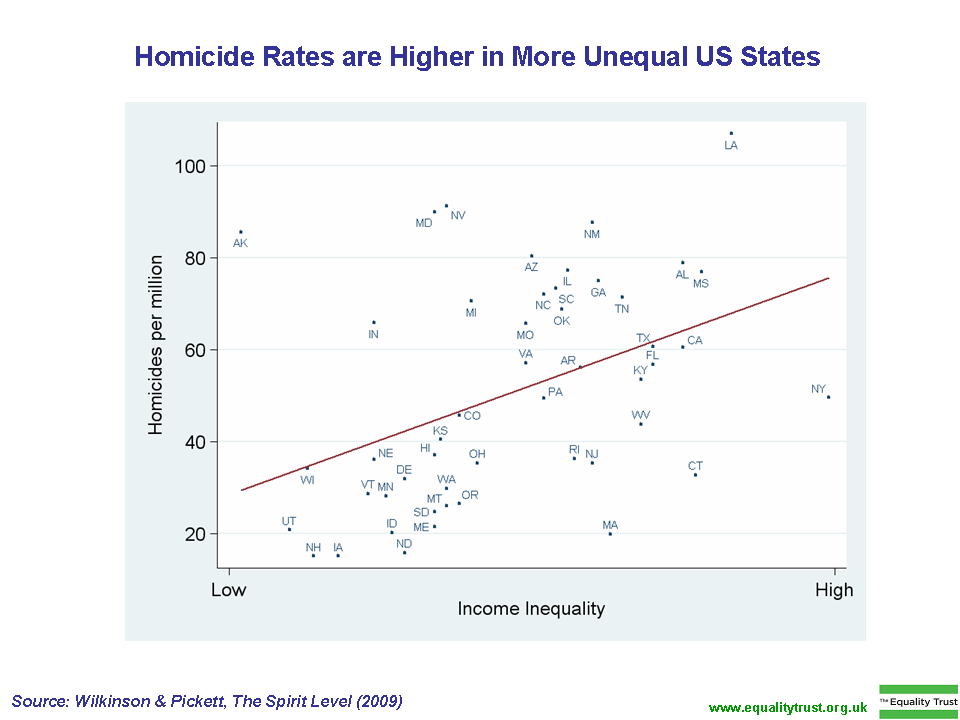 Homicide Rates are Higher in More Unequal US States
LA
100
MD
NV
AK
NM
80
AZ
IL
AL
MS
GA
NC
SC
TN
MI
OK
IN
MO
TX
CA
60
VA
FL
AR
KY
PA
NY
CO
WV
KS
40
HI
NE
OH
RI
NJ
CT
DE
WI
VT
MN
WA
MT
OR
SD
UT
ID
ME
MA
20
NH
IA
ND
Homicides per million
Low
High
Income Inequality
Source: Wilkinson & Pickett, The Spirit Level (2009)
www.equalitytrust.org.uk
The Equality Trust